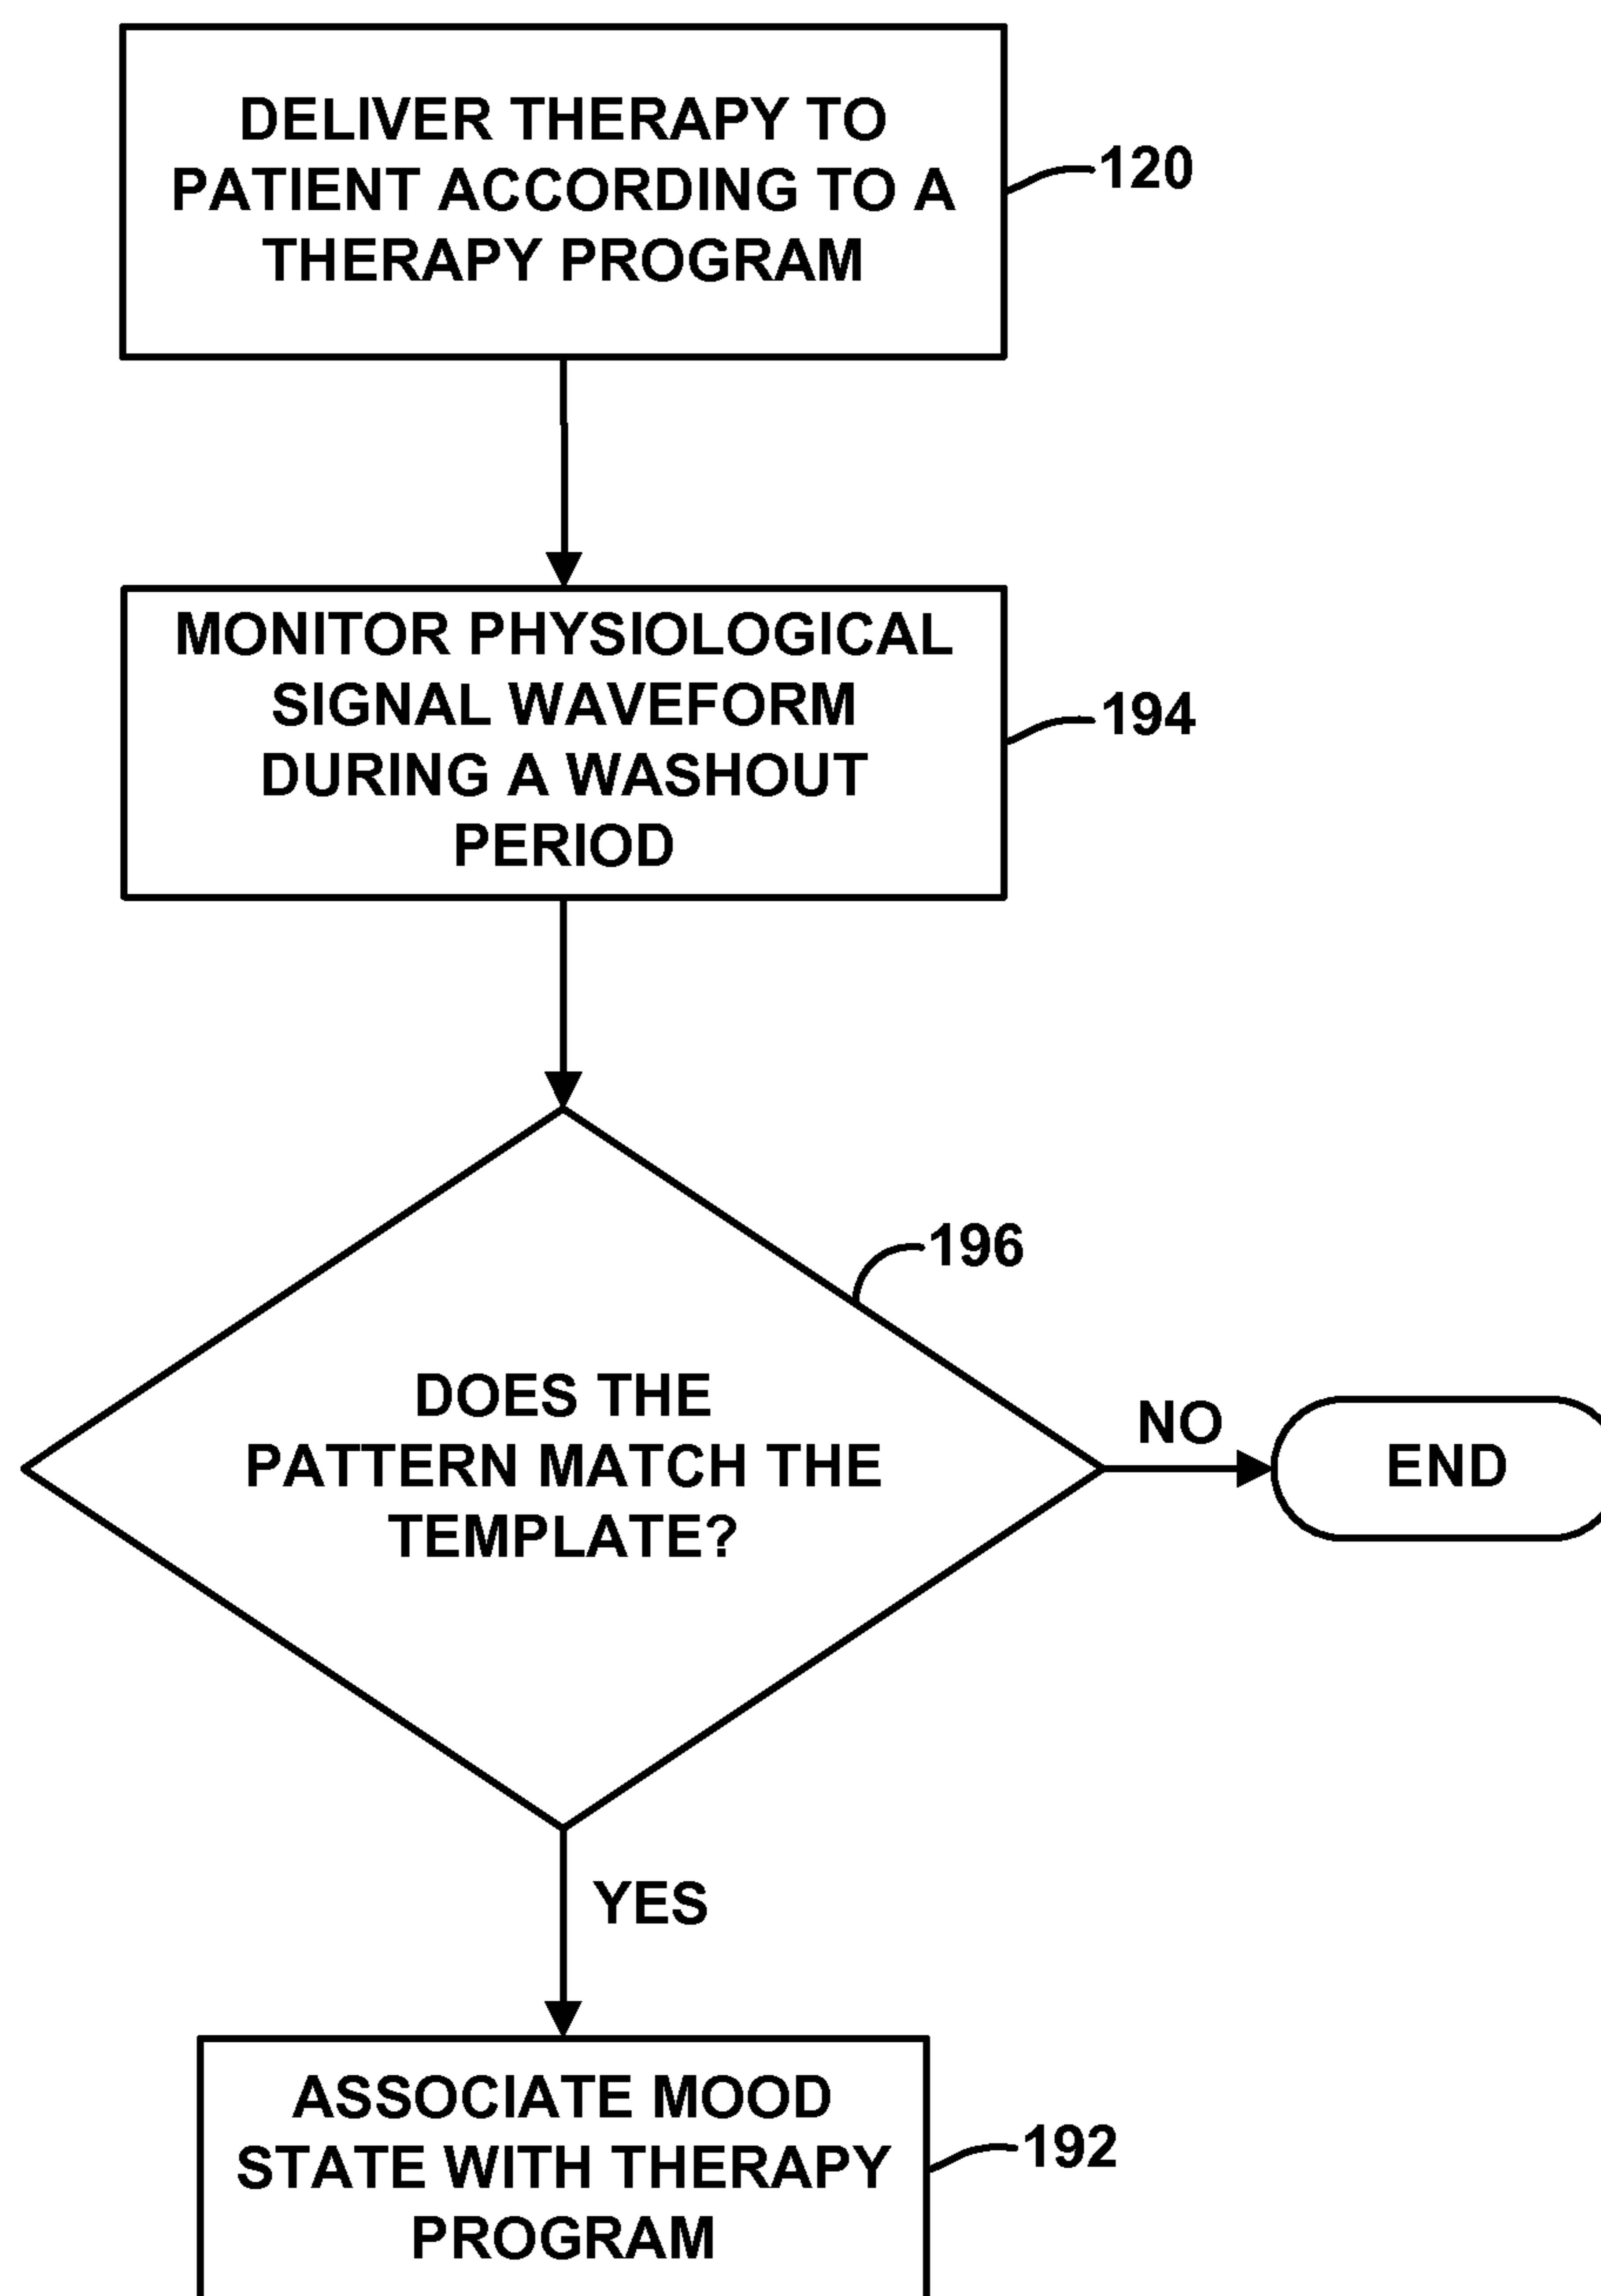 DELIVER THERAPY TO
PATIENT ACCORDING TO A
THERAPY PROGRAM
120
MONITOR PHYSIOLOGICAL
SIGNAL WAVEFORM
DURING A WASHOUT
PERIOD
194
196
DOES THE
PATTERN MATCH THE
TEMPLATE?
NO
END
YES
ASSOCIATE MOOD
STATE WITH THERAPY
PROGRAM
192